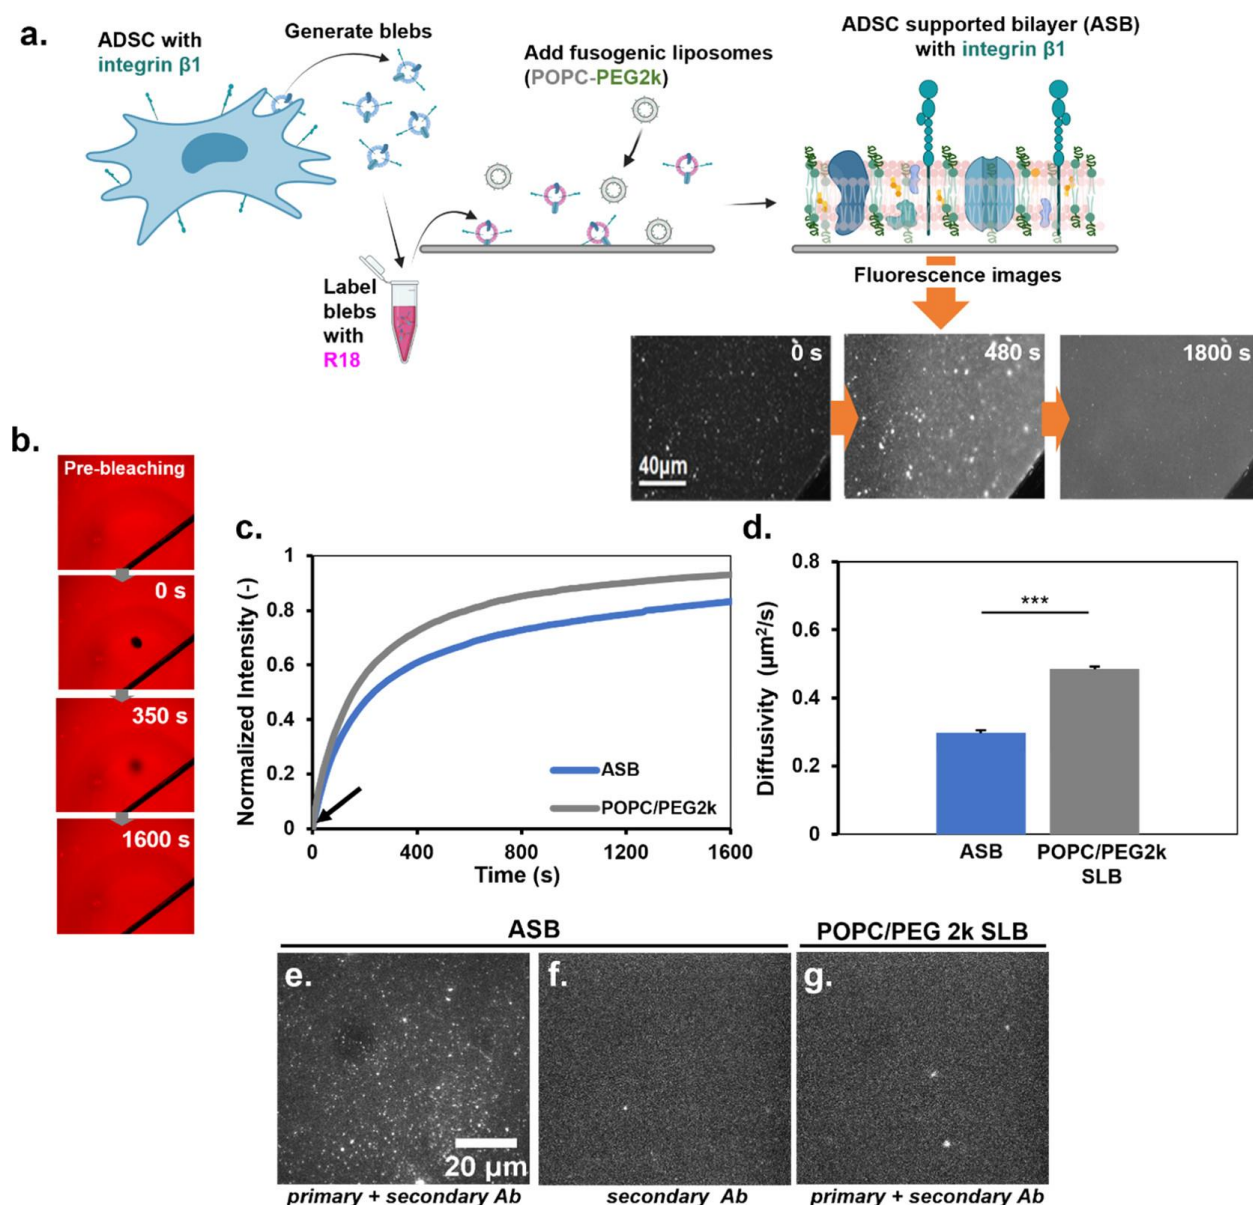 a.
ADSC with
integrin β1
Generate blebs
Add fusogenic liposomes
(POPC-PEG2k)
ADSC supported bilayer (ASB)
with integrin β1
Label
blebs
with
R18
Fluorescence images
0 s
480 s
1800 s
40μm
b.
Pre-bleaching
0 s
350 s
1600 s
c.
Normalized Intensity (-)
1
0.8
0.6
0.4
0.2
0
0
400
800
1200
1600
Time (s)
ASB
POPC/PEG2k
d.
Diffusivity (μm²/s)
0.8
0.6
0.4
0.2
0
***
ASB
POPC/PEG2k
SLB
ASB
POPC/PEG 2k SLB
e.
20 μm
f.
g.
primary + secondary Ab
secondary Ab
primary + secondary Ab